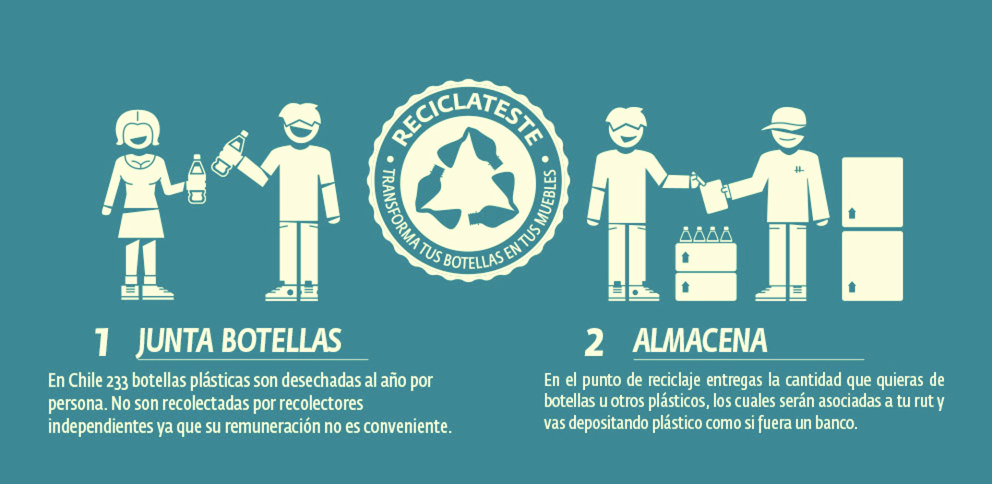 RECICLATESTE
TRANSFORMA TUS BOTELLAS EN TUS MUEBLES
1 JUNTA BOTELLAS
En Chile 233 botellas plásticas son desechadas al año por
persona. No son recolectadas por recolectores
independientes ya que su remuneración no es conveniente.
2 ALMACENA
En el punto de reciclaje entregas la cantidad que quieras de
botellas u otros plásticos, los cuales serán asociadas a tu rut y
vas depositando plástico como si fuera un banco.